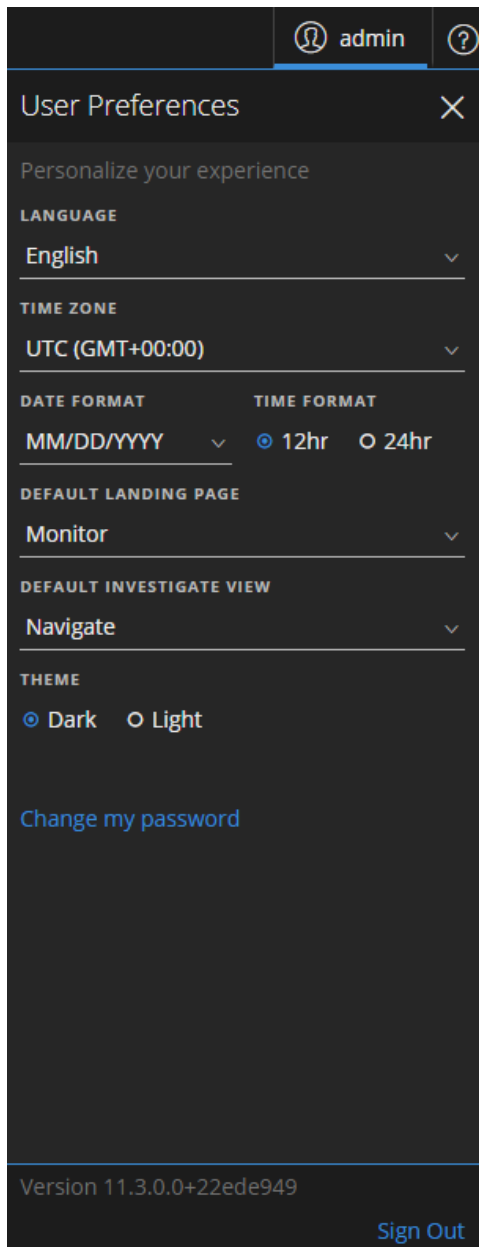 admin ?
User Preferences
Personalize your experience
LANGUAGE
English
TIME ZONE
UTC (GMT+00:00)
DATE FORMAT TIME FORMAT
MM/DD/YYYY 12hr 24hr
DEFAULT LANDING PAGE
Monitor
DEFAULT INVESTIGATE VIEW
Navigate
THEME
Dark Light
Change my password
Version 11.3.0.0+22ede949
Sign Out